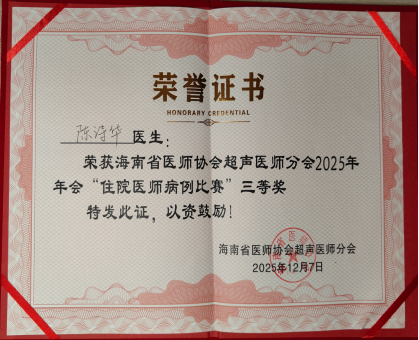 荣誉证书
HONORARY CREDENTIAL
陈诗华 医生：
荣获海南省医师协会超声医师分会2025年
年会“住院医师病例比赛”三等奖
特发此证，以资鼓励！
海南省医师协会超声医师分会
2025年12月7日